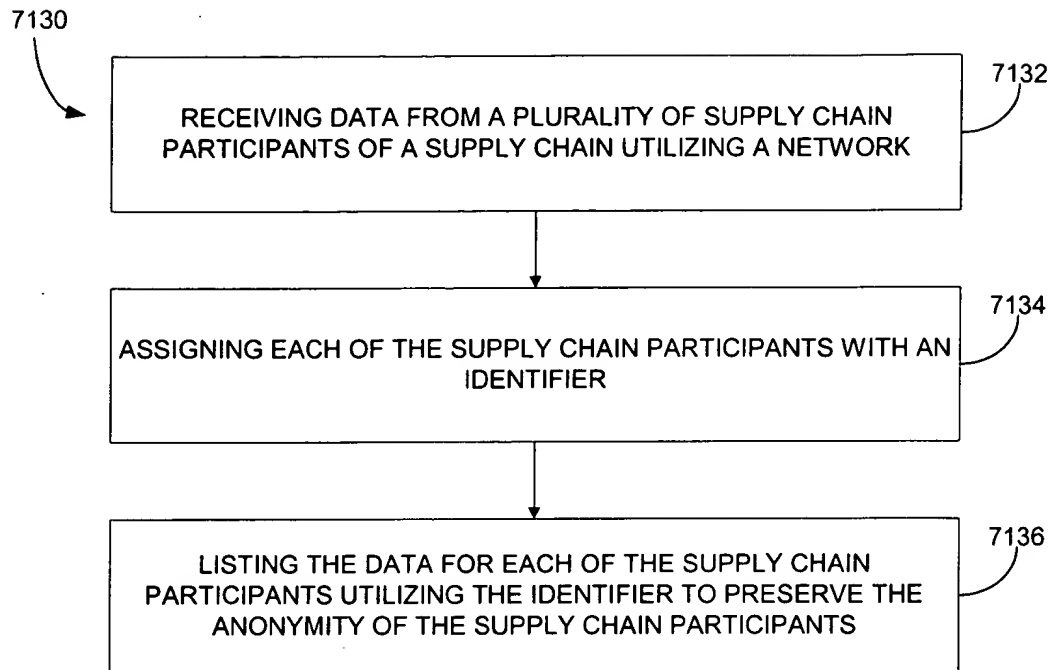 7130
7132
RECEIVING DATA FROM A PLURALITY OF SUPPLY CHAIN
PARTICIPANTS OF A SUPPLY CHAIN UTILIZING A NETWORK
7134
ASSIGNING EACH OF THE SUPPLY CHAIN PARTICIPANTS WITH AN
IDENTIFIER
7136
LISTING THE DATA FOR EACH OF THE SUPPLY CHAIN
PARTICIPANTS UTILIZING THE IDENTIFIER TO PRESERVE THE
ANONYMITY OF THE SUPPLY CHAIN PARTICIPANTS